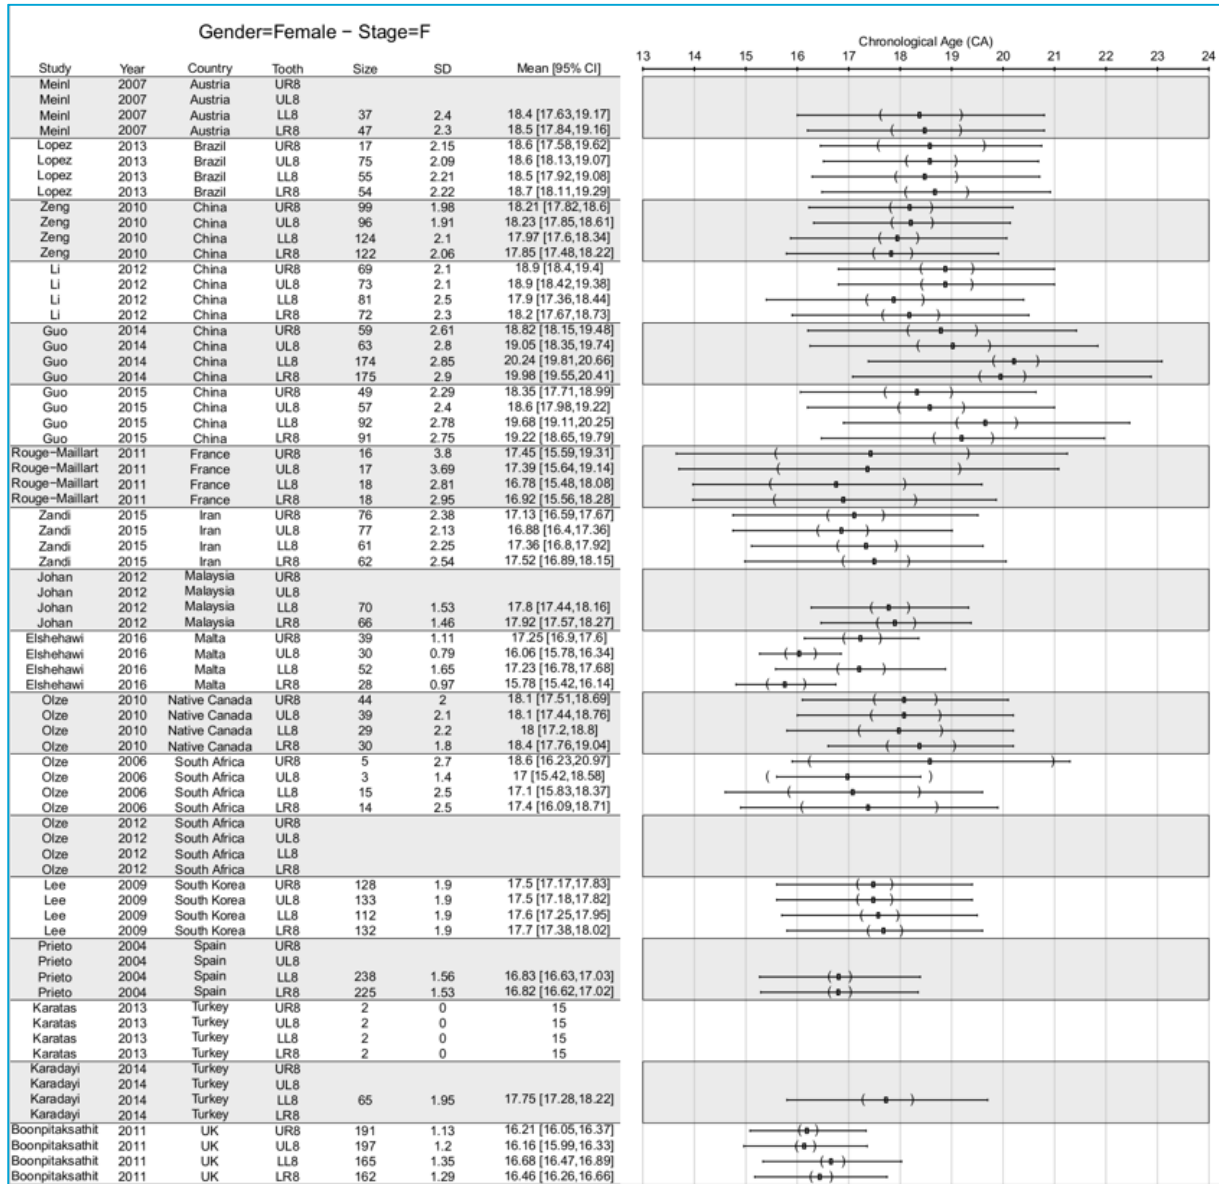 Gender=Female − Stage=F
Chronological Age (CA)
13 14 15 16 17 18 19 20 21 22 23 24
Study Year Country Tooth Size SD Mean [95% CI]
Meinl 2007 Austria UR8
Meinl 2007 Austria UL8
Meinl 2007 Austria LL8 37 2.4 18.4 [17.63,19.17]
Meinl 2007 Austria LR8 47 2.3 18.5 [17.84,19.16]
Lopez 2013 Brazil UR8 17 2.15 18.6 [17.58,19.62]
Lopez 2013 Brazil UL8 75 2.09 18.6 [18.13,19.07]
Lopez 2013 Brazil LL8 55 2.21 18.5 [17.92,19.08]
Lopez 2013 Brazil LR8 54 2.22 18.7 [18.11,19.29]
Zeng 2010 China UR8 99 1.98 18.21 [17.82,18.6]
Zeng 2010 China UL8 96 1.91 18.23 [17.85,18.61]
Zeng 2010 China LL8 124 2.1 17.97 [17.6,18.34]
Zeng 2010 China LR8 122 2.06 17.85 [17.48,18.22]
Li 2012 China UR8 69 2.1 18.9 [18.4,19.4]
Li 2012 China UL8 73 2.1 18.9 [18.42,19.38]
Li 2012 China LL8 81 2.5 17.9 [17.36,18.44]
Li 2012 China LR8 72 2.3 18.2 [17.67,18.73]
Guo 2014 China UR8 59 2.61 18.82 [18.15,19.48]
Guo 2014 China UL8 63 2.8 19.05 [18.35,19.74]
Guo 2014 China LL8 174 2.85 20.24 [19.81,20.66]
Guo 2014 China LR8 175 2.9 19.98 [19.55,20.41]
Guo 2015 China UR8 49 2.29 18.35 [17.71,18.99]
Guo 2015 China UL8 57 2.4 18.6 [17.98,19.22]
Guo 2015 China LL8 92 2.78 19.68 [19.11,20.25]
Guo 2015 China LR8 91 2.75 19.22 [18.65,19.79]
Rouge−Maillart 2011 France UR8 16 3.8 17.45 [15.59,19.31]
Rouge−Maillart 2011 France UL8 17 3.69 17.39 [15.64,19.14]
Rouge−Maillart 2011 France LL8 18 2.81 16.78 [15.48,18.08]
Rouge−Maillart 2011 France LR8 18 2.95 16.92 [15.56,18.28]
Zandi 2015 Iran UR8 76 2.38 17.13 [16.59,17.67]
Zandi 2015 Iran UL8 77 2.13 16.88 [16.4,17.36]
Zandi 2015 Iran LL8 61 2.25 17.36 [16.8,17.92]
Zandi 2015 Iran LR8 62 2.54 17.52 [16.89,18.15]
Johan 2012 Malaysia UR8
Johan 2012 Malaysia UL8
Johan 2012 Malaysia LL8 70 1.53 17.8 [17.44,18.16]
Johan 2012 Malaysia LR8 66 1.46 17.92 [17.57,18.27]
Elshehawi 2016 Malta UR8 39 1.11 17.25 [16.9,17.6]
Elshehawi 2016 Malta UL8 30 0.79 16.06 [15.78,16.34]
Elshehawi 2016 Malta LL8 52 1.65 17.23 [16.78,17.68]
Elshehawi 2016 Malta LR8 28 0.97 15.78 [15.42,16.14]
Olze 2010 Native Canada UR8 44 2 18.1 [17.51,18.69]
Olze 2010 Native Canada UL8 39 2.1 18.1 [17.44,18.76]
Olze 2010 Native Canada LL8 29 2.2 18 [17.2,18.8]
Olze 2010 Native Canada LR8 30 1.8 18.4 [17.76,19.04]
Olze 2006 South Africa UR8 5 2.7 18.6 [16.23,20.97]
Olze 2006 South Africa UL8 3 1.4 17 [15.42,18.58]
Olze 2006 South Africa LL8 15 2.5 17.1 [15.83,18.37]
Olze 2006 South Africa LR8 14 2.5 17.4 [16.09,18.71]
Olze 2012 South Africa UR8
Olze 2012 South Africa UL8
Olze 2012 South Africa LL8
Olze 2012 South Africa LR8
Lee 2009 South Korea UR8 128 1.9 17.5 [17.17,17.83]
Lee 2009 South Korea UL8 133 1.9 17.5 [17.18,17.82]
Lee 2009 South Korea LL8 112 1.9 17.6 [17.25,17.95]
Lee 2009 South Korea LR8 132 1.9 17.7 [17.38,18.02]
Prieto 2004 Spain UR8
Prieto 2004 Spain UL8
Prieto 2004 Spain LL8 238 1.56 16.83 [16.63,17.03]
Prieto 2004 Spain LR8 225 1.53 16.82 [16.62,17.02]
Karatas 2013 Turkey UR8 2 0 15
Karatas 2013 Turkey UL8 2 0 15
Karatas 2013 Turkey LL8 2 0 15
Karatas 2013 Turkey LR8 2 0 15
Karadayi 2014 Turkey UR8
Karadayi 2014 Turkey UL8
Karadayi 2014 Turkey LL8 65 1.95 17.75 [17.28,18.22]
Karadayi 2014 Turkey LR8
Boonpitaksathit 2011 UK UR8 191 1.13 16.21 [16.05,16.37]
Boonpitaksathit 2011 UK UL8 197 1.2 16.16 [15.99,16.33]
Boonpitaksathit 2011 UK LL8 165 1.35 16.68 [16.47,16.89]
Boonpitaksathit 2011 UK LR8 162 1.29 16.46 [16.26,16.66]